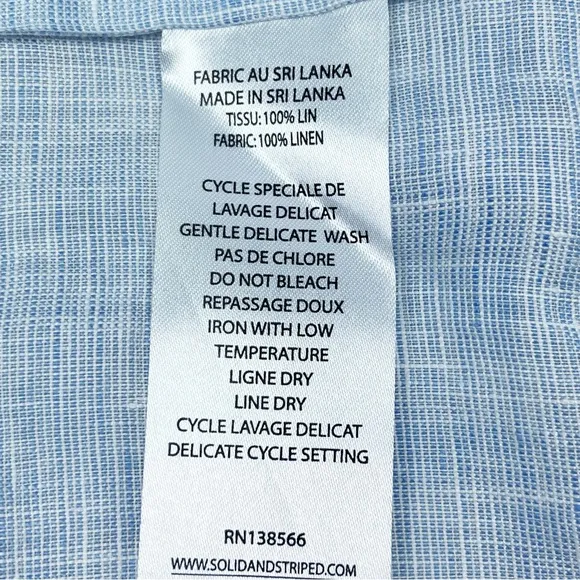 FABRIC AU SRI LANKA
MADE IN SRI LANKA
TISSU:100% LIN
FABRIC:100% LINEN
CYCLE SPECIALE DE
LAVAGE DELICAT
GENTLE DELICATE WASH
PAS DE CHLORE
DO NOT BLEACH
REPASSAGE DOUX
IRON WITH LOW
TEMPERATURE
LIGNE DRY
LINE DRY
CYCLE LAVAGE DELICAT
DELICATE CYCLE SETTING
RN138566
WWW.SOLIDANDSTRIPED.COM